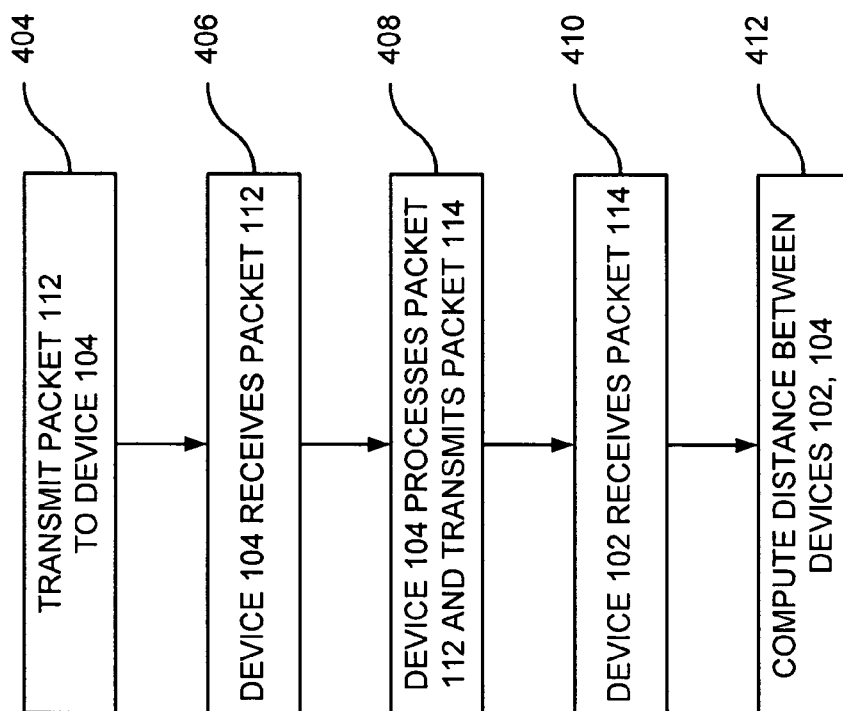 TRANSMIT PACKET 112
TO DEVICE 104
404
DEVICE 104 RECEIVES PACKET 112
406
DEVICE 104 PROCESSES PACKET
112 AND TRANSMITS PACKET 114
408
DEVICE 102 RECEIVES PACKET 114
410
COMPUTE DISTANCE BETWEEN
DEVICES 102, 104
412